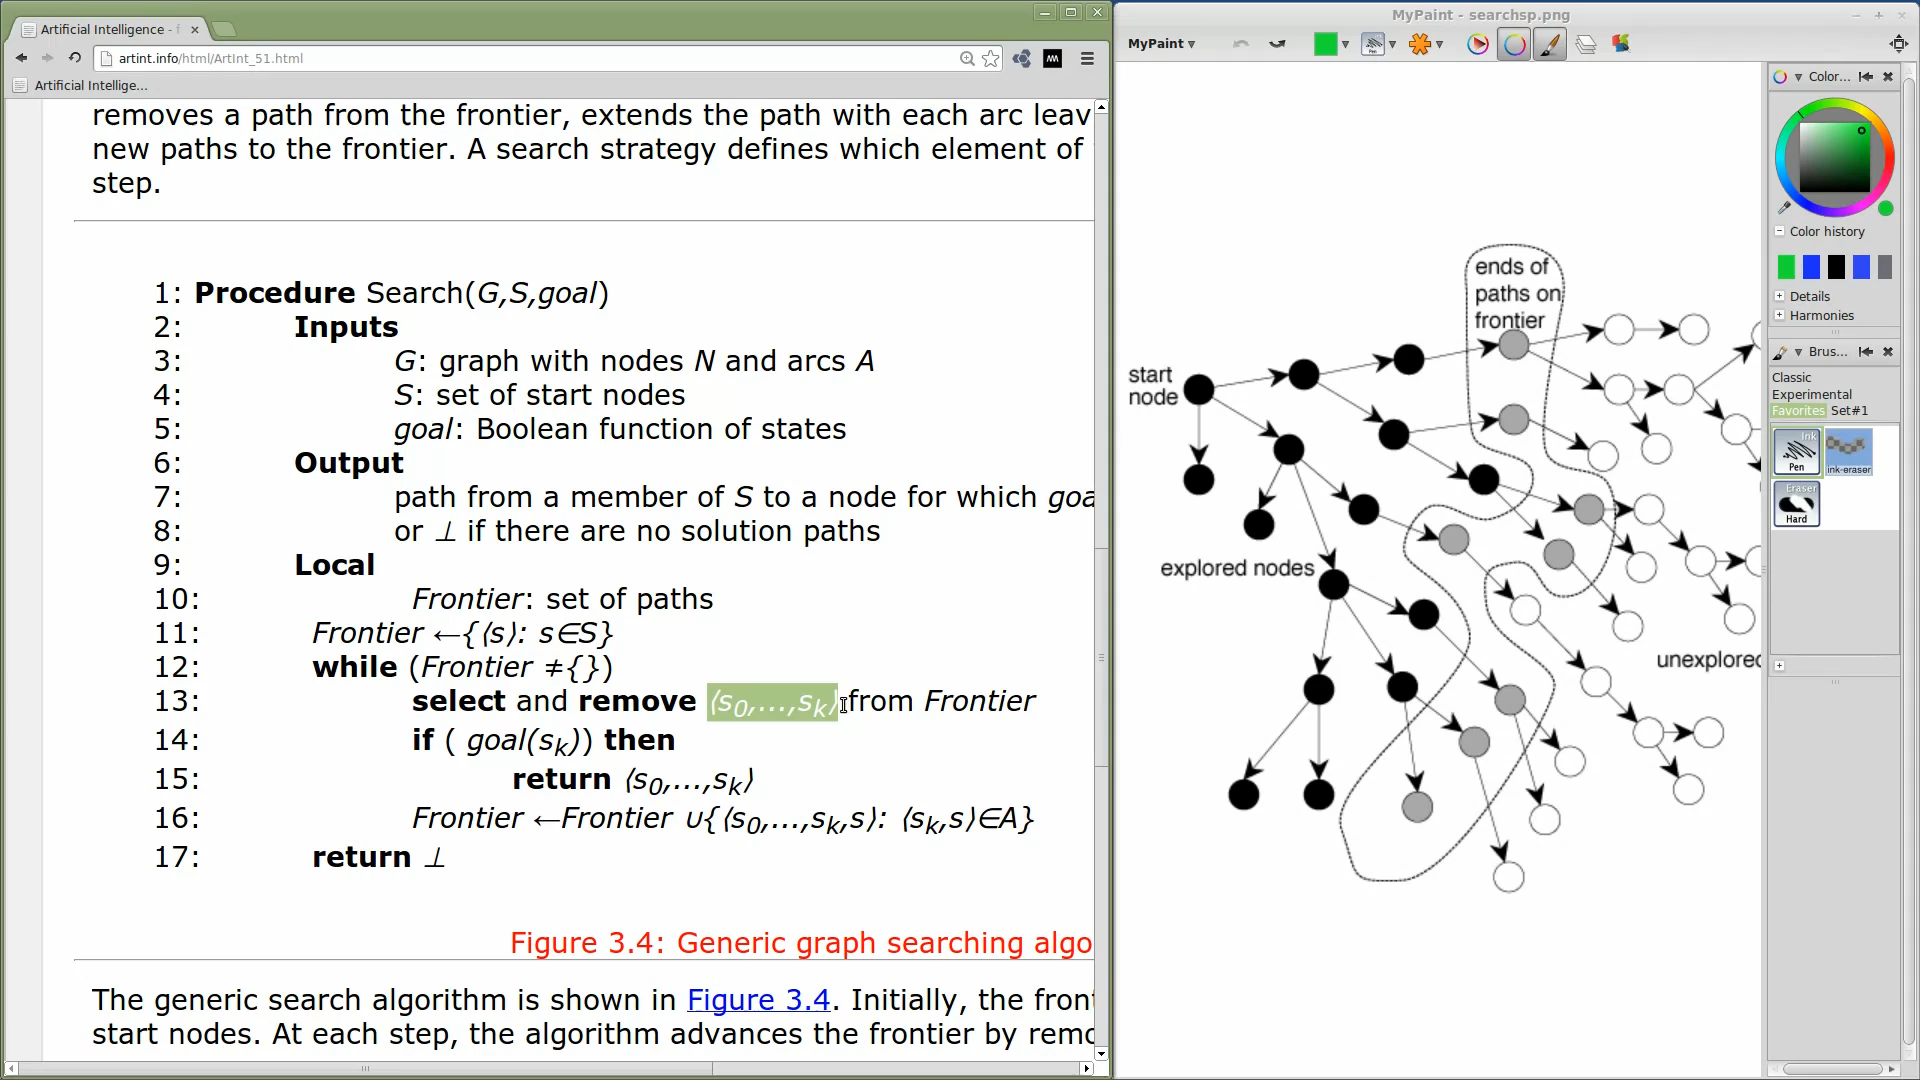 Artificial Intelligence - f
artint.info/html/ArtInt_51.html
Artificial Intellige...
removes a path from the frontier, extends the path with each arc leav
new paths to the frontier. A search strategy defines which element of
step.
1: Procedure Search(G,S,goal)
2: Inputs
3: G: graph with nodes N and arcs A
4: S: set of start nodes
5: goal: Boolean function of states
6: Output
7: path from a member of S to a node for which goa
8: or ⊥ if there are no solution paths
9: Local
10: Frontier: set of paths
11: Frontier ←{⟨s⟩: s∈S}
12: while (Frontier ≠{})
13: select and remove ⟨s0,...,sk⟩ from Frontier
14: if ( goal(sk)) then
15: return ⟨s0,...,sk⟩
16: Frontier ←Frontier ∪{⟨s0,...,sk,s⟩: ⟨sk,s⟩∈A}
17: return ⊥
Figure 3.4: Generic graph searching algo
The generic search algorithm is shown in Figure 3.4. Initially, the front
start nodes. At each step, the algorithm advances the frontier by remo
MyPaint - searchsp.png
MyPaint
ends of
paths on
frontier
start
node
explored nodes
unexplored
Color...
Color history
Details
Harmonies
Brus...
Classic
Experimental
Favorites Set#1
Ink
Pen
ink-eraser
Eraser
Hard